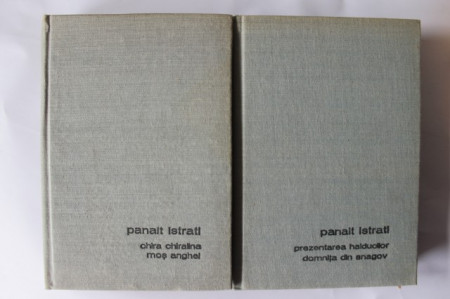 panait istrati
chira chiralina
moș anghel
panait istrati
prezentarea haiducilor
domnița din snagov